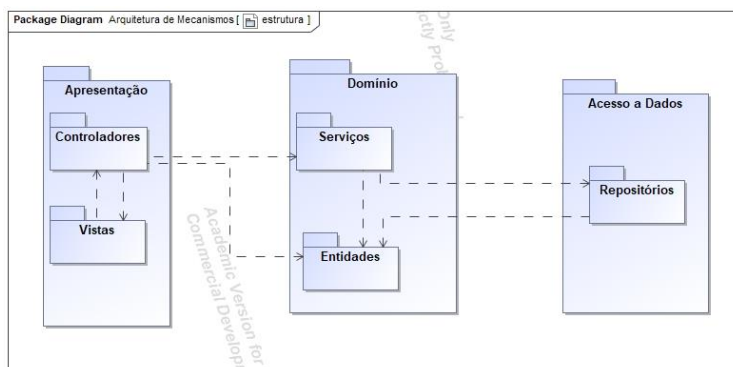 Package Diagram Arquitetura de Mecanismos [ estrutura ]
Apresentação
Controladores
Vistas
Domínio
Serviços
Entidades
Acesso a Dados
Repositórios
Only
Academic Version for
Commercial